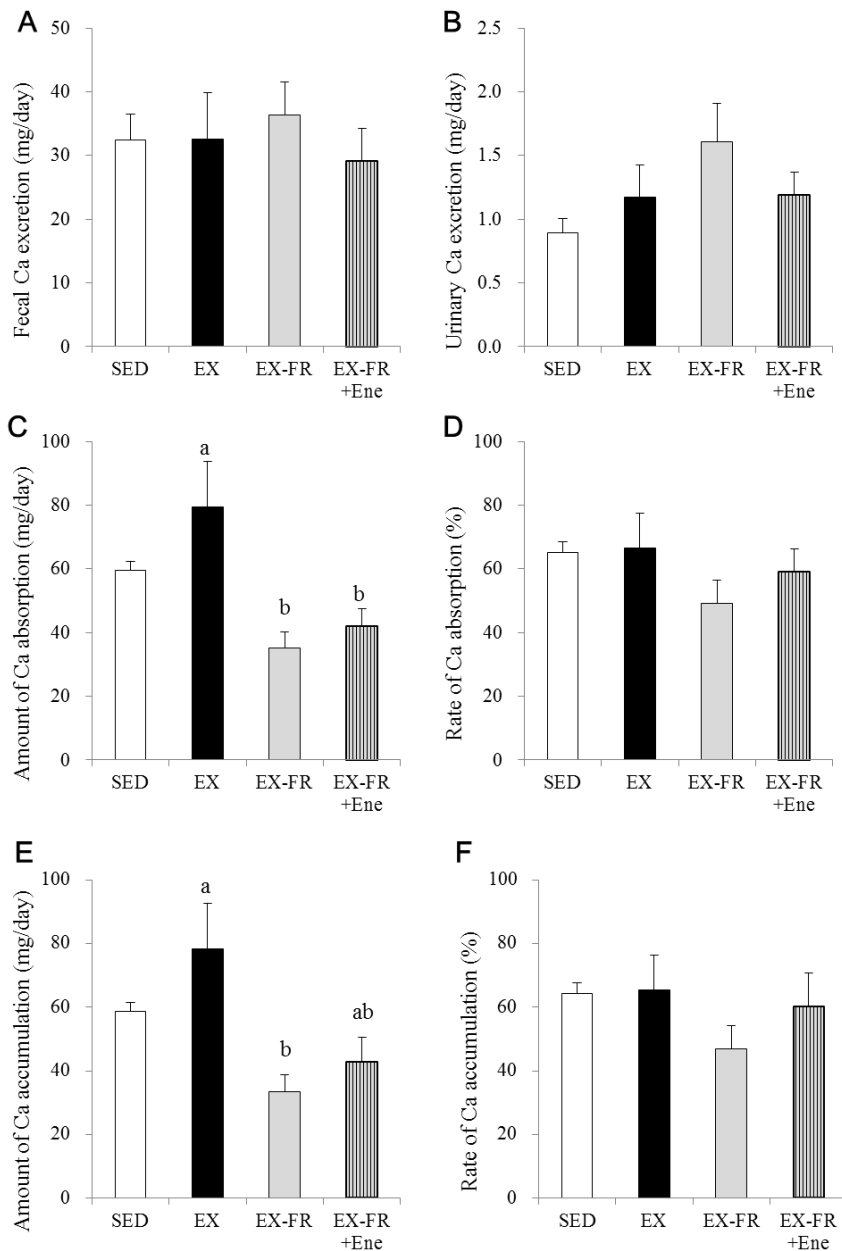 A
Fecal Ca excretion (mg/day)
50
40
30
20
10
0
SED EX EX-FR EX-FR
+Ene
B
Urinary Ca excretion (mg/day)
2.5
2.0
1.5
1.0
0.5
0.0
SED EX EX-FR EX-FR
+Ene
C
Amount of Ca absorption (mg/day)
100
80
60
40
20
0
a
b b
SED EX EX-FR EX-FR
+Ene
D
Rate of Ca absorption (%)
100
80
60
40
20
0
SED EX EX-FR EX-FR
+Ene
E
Amount of Ca accumulation (mg/day)
100
80
60
40
20
0
a
ab
b
SED EX EX-FR EX-FR
+Ene
F
Rate of Ca accumulation (%)
100
80
60
40
20
0
SED EX EX-FR EX-FR
+Ene